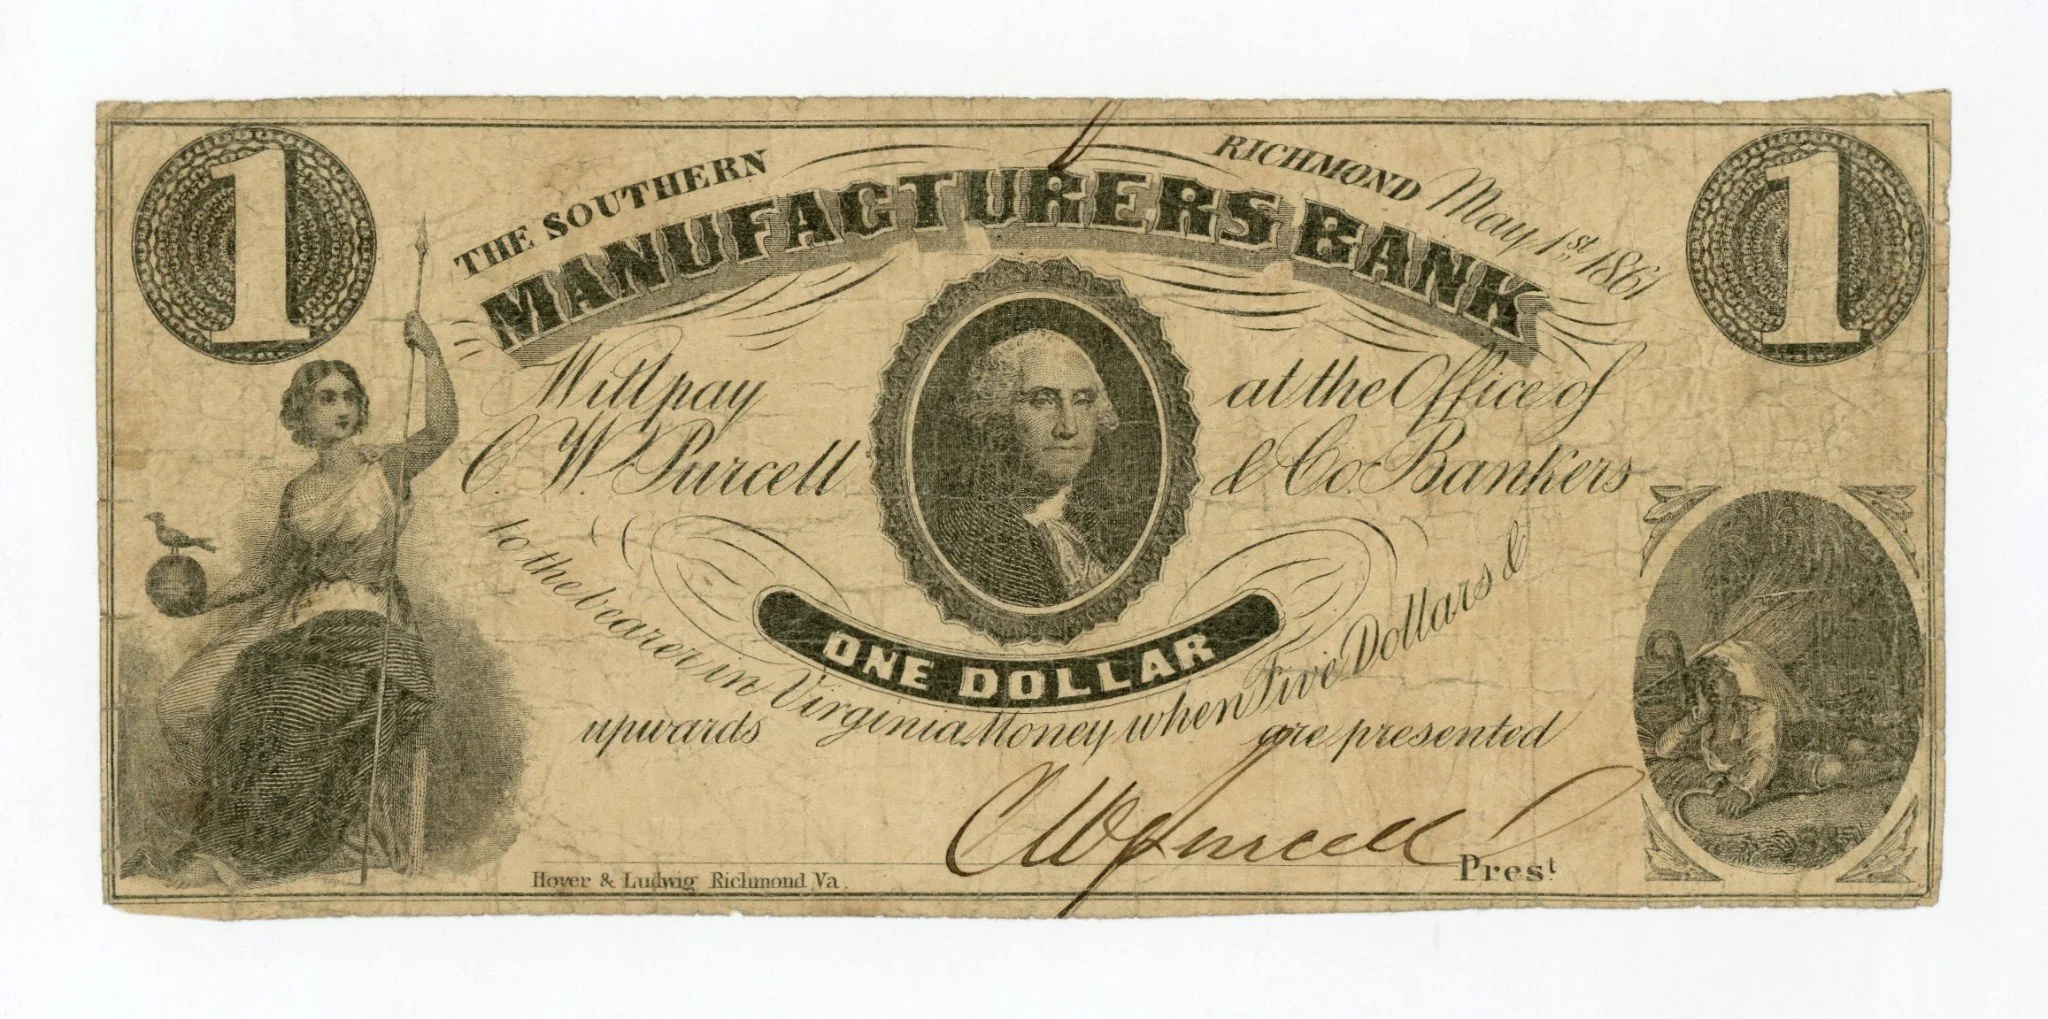 1
THE SOUTHERN
MANUFACTURERS BANK
RICHMOND May 1st 1861
1
Will pay at the Office of
C. W. Purcell & Co. Bankers
to the bearer in Virginia Money when Five Dollars &
upwards are presented
ONE DOLLAR
C W Purcell Prest
Hoyer & Ludwig Richmond Va.